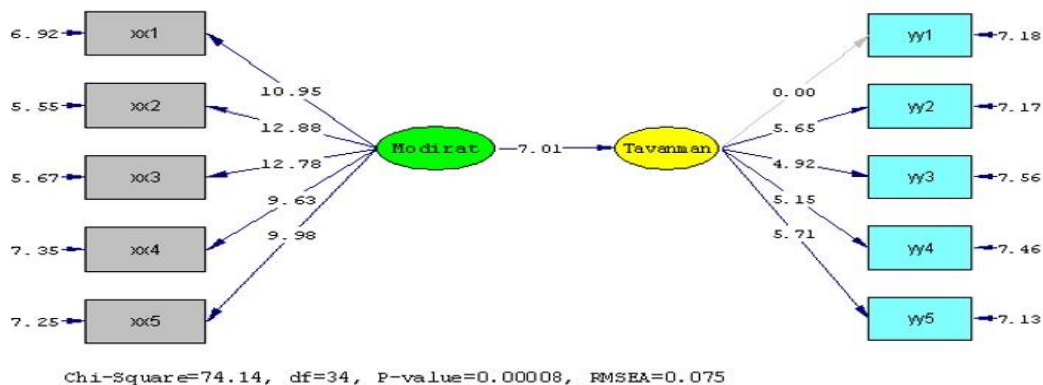 6.92 xx1 yy1 7.18
10.95 0.00
5.55 xx2 yy2 7.17
12.88 5.65
Modirat 7.01 Tavanman
5.67 xx3 12.78 4.92 yy3 7.56
9.63 5.15
7.35 xx4 9.98 5.71 yy4 7.46
7.25 xx5 yy5 7.13
Chi-Square=74.14, df=34, P-value=0.00008, RMSEA=0.075